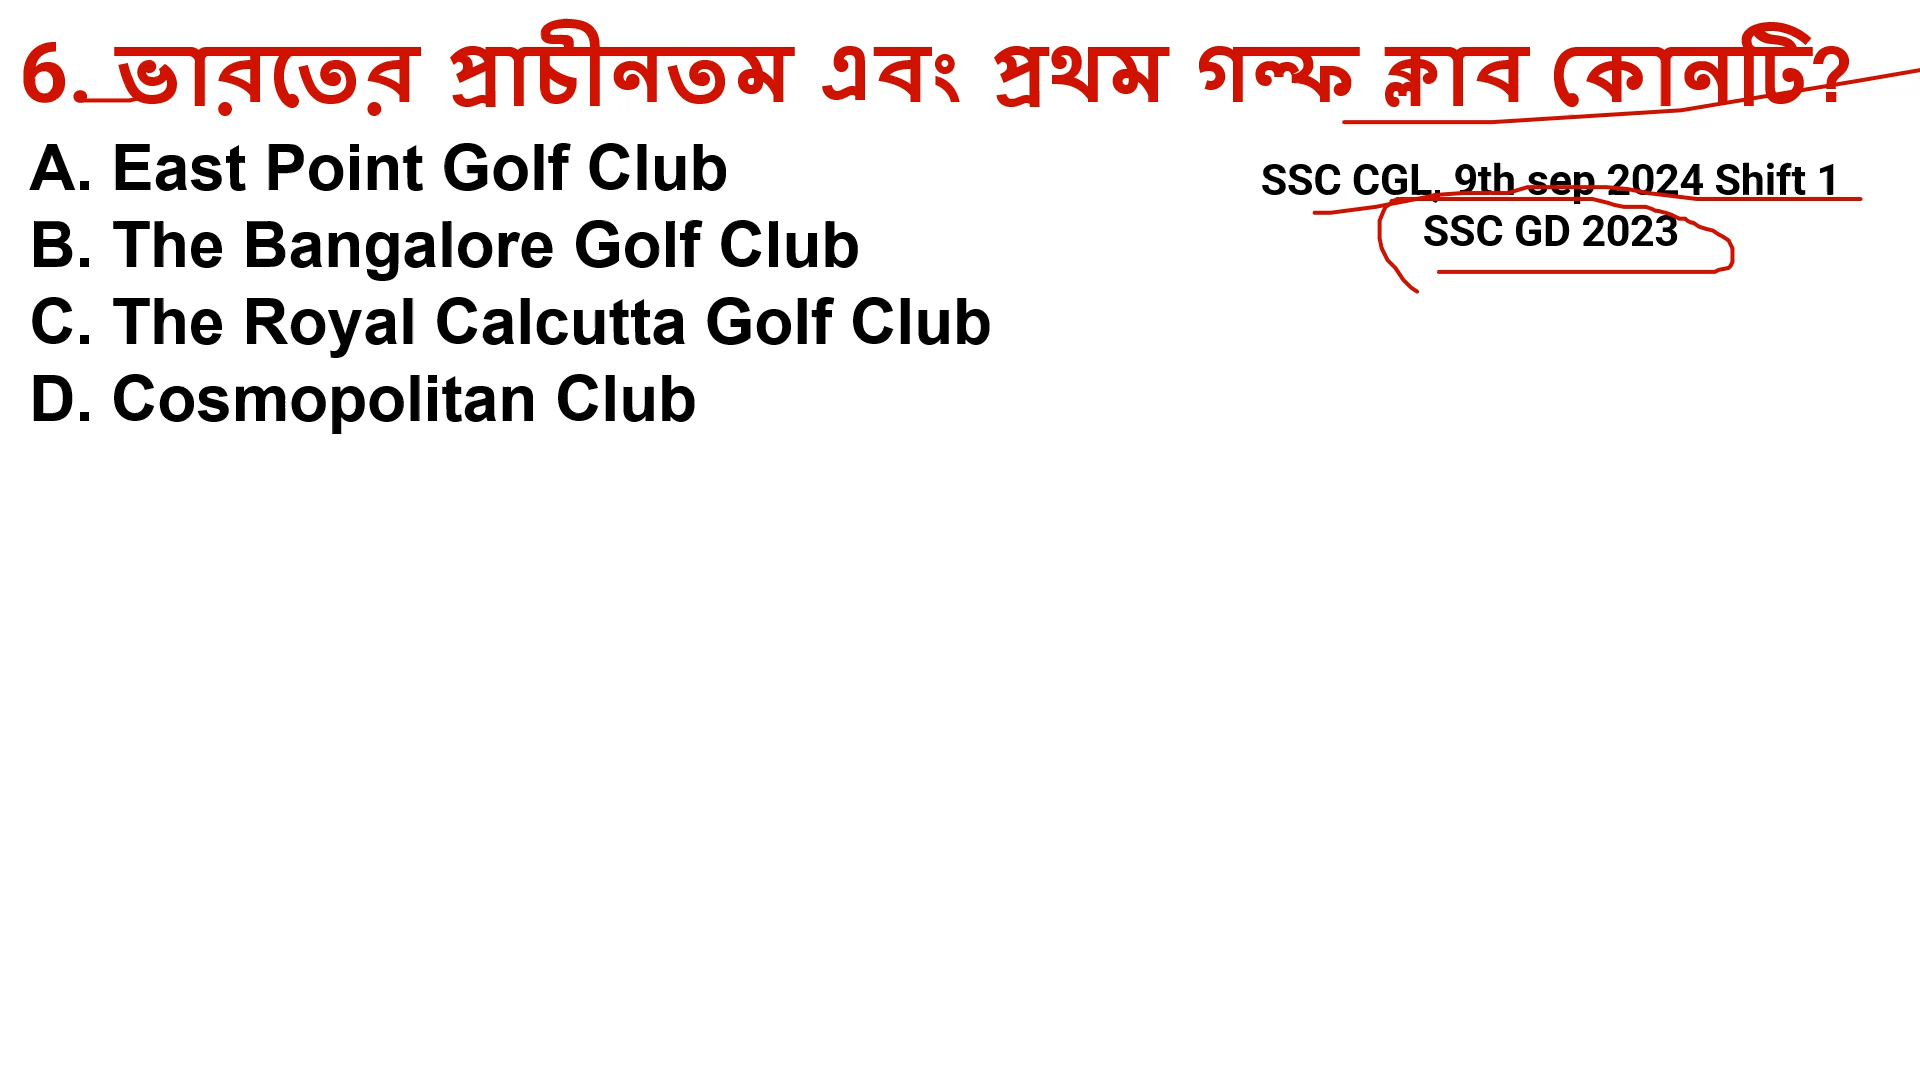 6. ভারতের প্রাচীনতম এবং প্রথম গল্ফ ক্লাব কোনটি?
A. East Point Golf Club
B. The Bangalore Golf Club
C. The Royal Calcutta Golf Club
D. Cosmopolitan Club
SSC CGL, 9th sep 2024 Shift 1
SSC GD 2023